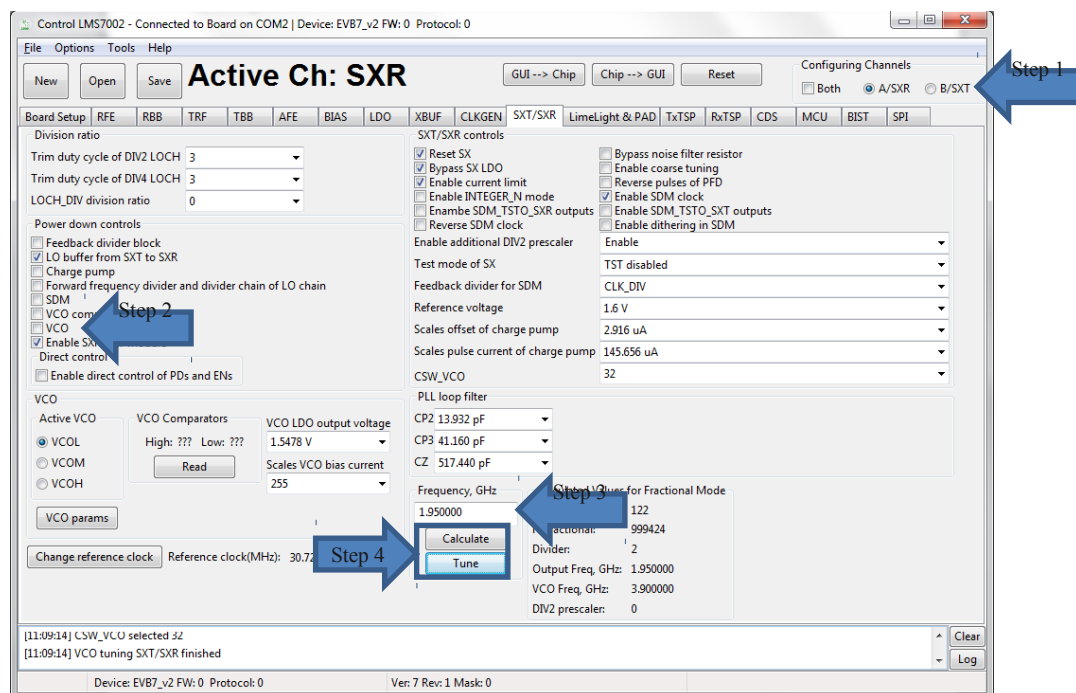 Control LMS7002 - Connected to Board on COM2 | Device: EVB7_v2 FW: 0 Protocol: 0
File Options Tools Help
New Open Save Active Ch: SXR GUI --> Chip Chip --> GUI Reset
Configuring Channels
Both A/SXR B/SXT
Step 1
Board Setup RFE RBB TRF TBB AFE BIAS LDO XBUF CLKGEN SXT/SXR LimeLight & PAD TxTSP RxTSP CDS MCU BIST SPI
Division ratio
Trim duty cycle of DIV2 LOCH 3
Trim duty cycle of DIV4 LOCH 3
LOCH_DIV division ratio 0
Power down controls
Feedback divider block
LO buffer from SXT to SXR
Charge pump
Forward frequency divider and divider chain of LO chain
SDM
VCO com
VCO
Enable SX
Step 2
Direct control
Enable direct control of PDs and ENs
VCO
Active VCO
VCOL
VCOM
VCOH
VCO Comparators
High: ??? Low: ???
Read
VCO LDO output voltage
1.5478 V
Scales VCO bias current
255
VCO params
Change reference clock Reference clock(MHz): 30.72
SXT/SXR controls
Reset SX
Bypass SX LDO
Enable current limit
Enable INTEGER_N mode
Enambe SDM_TSTO_SXR outputs
Reverse SDM clock
Bypass noise filter resistor
Enable coarse tuning
Reverse pulses of PFD
Enable SDM clock
Enable SDM_TSTO_SXT outputs
Enable dithering in SDM
Enable additional DIV2 prescaler Enable
Test mode of SX TST disabled
Feedback divider for SDM CLK_DIV
Reference voltage 1.6 V
Scales offset of charge pump 2.916 uA
Scales pulse current of charge pump 145.656 uA
CSW_VCO 32
PLL loop filter
CP2 13.932 pF
CP3 41.160 pF
CZ 517.440 pF
Frequency, GHz
1.950000
Calculate
Tune
Step 3
Step 4
Values for Fractional Mode
122
999424
Divider: 2
Output Freq, GHz: 1.950000
VCO Freq, GHz: 3.900000
DIV2 prescaler: 0
[11:09:14] CSW_VCO selected 32
[11:09:14] VCO tuning SXT/SXR finished
Clear
Log
Device: EVB7_v2 FW: 0 Protocol: 0 Ver: 7 Rev: 1 Mask: 0